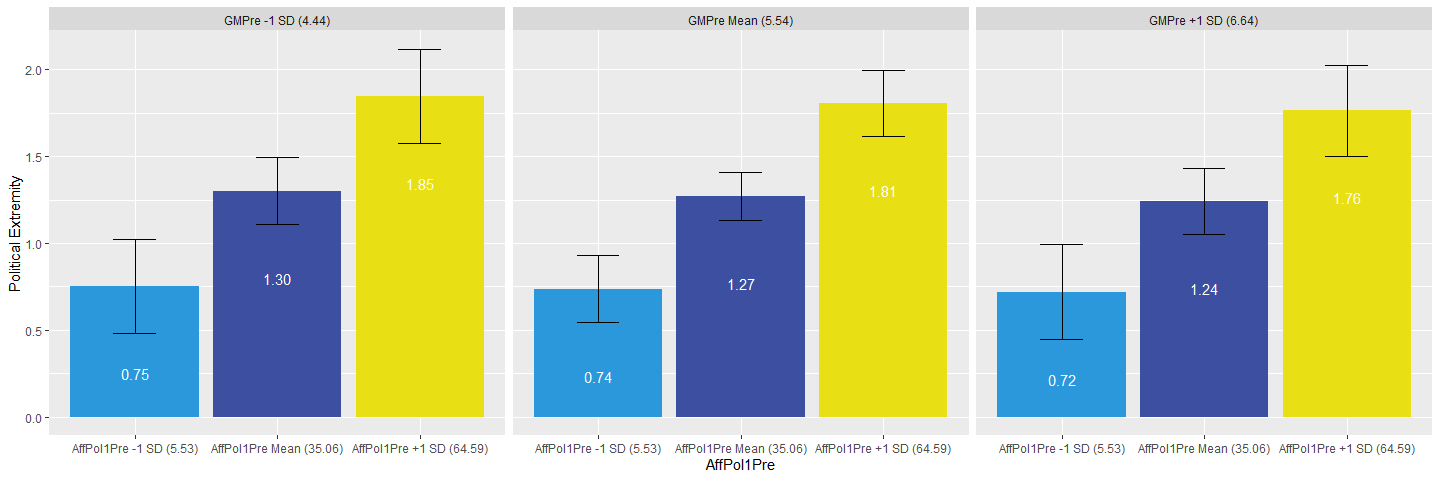 GMPre -1 SD (4.44) GMPre Mean (5.54) GMPre +1 SD (6.64)
Political Extremity
2.0
1.5
1.0
0.5
0.0
0.75 1.30 1.85
0.74 1.27 1.81
0.72 1.24 1.76
AffPol1Pre -1 SD (5.53) AffPol1Pre Mean (35.06) AffPol1Pre +1 SD (64.59)
AffPol1Pre -1 SD (5.53) AffPol1Pre Mean (35.06) AffPol1Pre +1 SD (64.59)
AffPol1Pre -1 SD (5.53) AffPol1Pre Mean (35.06) AffPol1Pre +1 SD (64.59)
AffPol1Pre